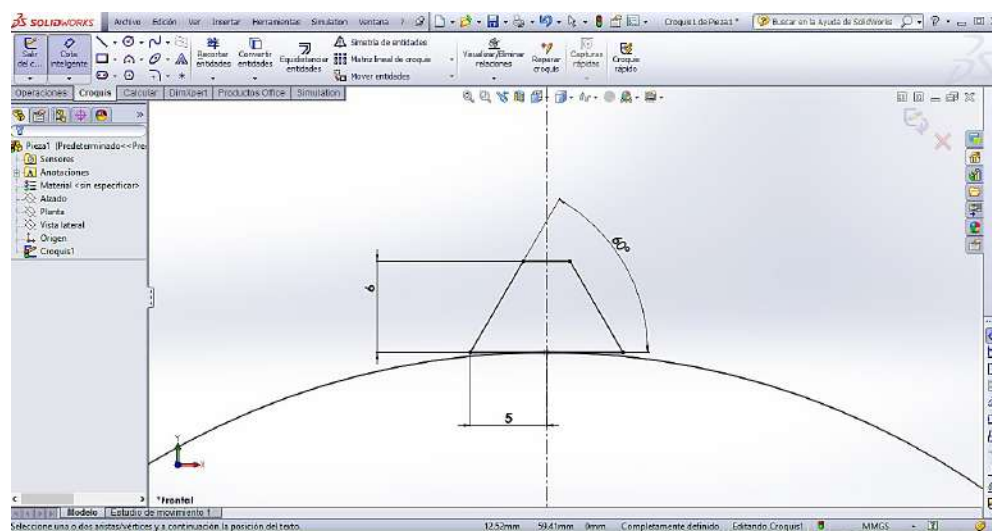 SOLIDWORKS Archivo Edición Ver Insertar Herramientas Simulation Ventana ? Croquis1 de Pieza1 * Buscar en la Ayuda de SolidWorks
Salir del c... Cota inteligente Recortar entidades Convertir entidades Equidistanciar entidades Simetría de entidades Matriz lineal de croquis Mover entidades Visualizar/Eliminar relaciones Reparar croquis Capturas rápidas Croquis rápido
Operaciones Croquis Calcular DimXpert Productos Office Simulation
Pieza1 (Predeterminado<<Pre
Sensores
Anotaciones
Material <sin especificar>
Alzado
Planta
Vista lateral
Origen
Croquis1
60°
6
5
Y
X
*Frontal
Modelo Estudio de movimiento 1
Seleccione una o dos aristas/vértices y a continuación la posición del texto. 12.52mm 59.41mm 0mm Completamente definido Editando Croquis1 MMGS